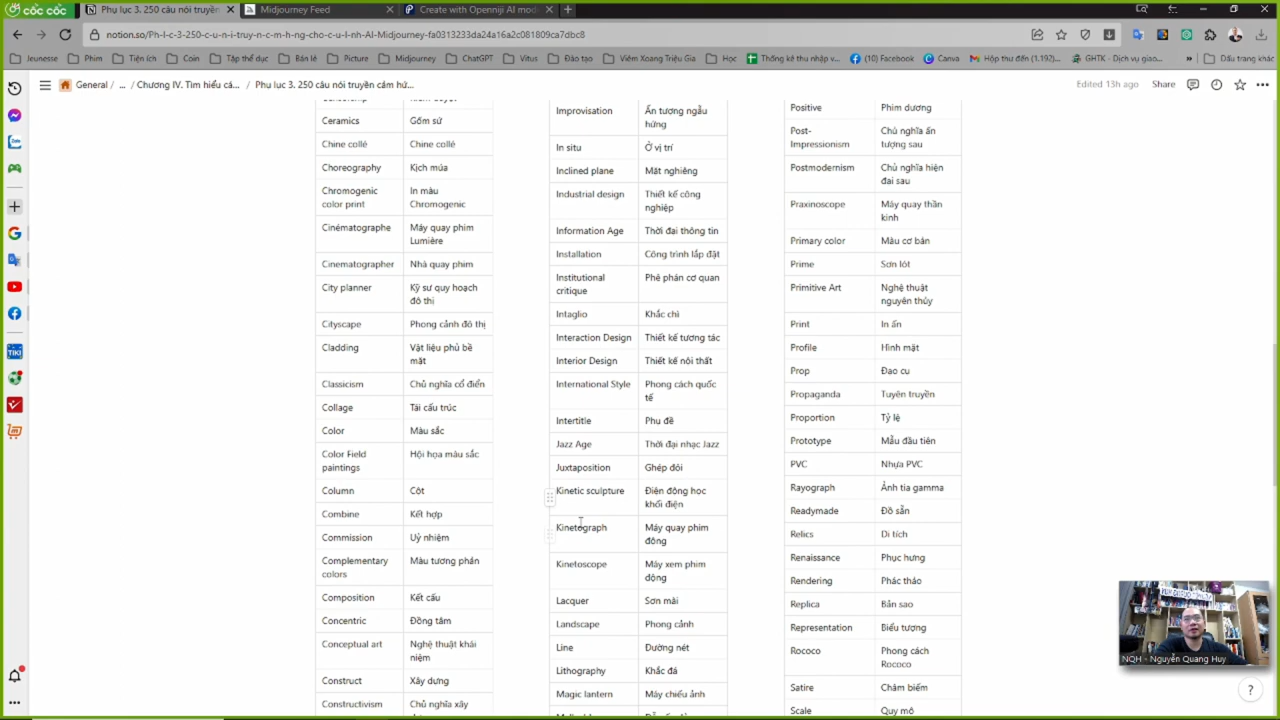 cốc cốc
Phụ lục 3. 250 câu nói truyền
Midjourney Feed
Create with Openniji AI mod
notion.so/Ph-l-c-3-250-c-u-n-i-truy-n-c-m-h-ng-cho-c-u-l-nh-AI-Midjourney-fa0313233da24a16a2c081809ca7dbc8
Jeunesse
Phim
Tiện ích
Coin
Tập thể dục
Bán lẻ
Picture
Midjourney
ChatGPT
Vitus
Đào tạo
Viêm Xoang Triệu Gia
Học
Thống kê thu nhập v...
(10) Facebook
Canva
Hộp thư đến (1.192)...
GHTK - Dịch vụ giao...
Dấu trang khác
General / ... / Chương IV. Tìm hiểu cá... / Phụ lục 3. 250 câu nói truyền cảm hứ...
Edited 13h ago
Share
Ceramics
Gốm sứ
Chine collé
Chine collé
Choreography
Kịch múa
Chromogenic
color print
In màu
Chromogenic
Cinématographe
Máy quay phim
Lumière
Cinematographer
Nhà quay phim
City planner
Kỹ sư quy hoạch
đô thị
Cityscape
Phong cảnh đô thị
Cladding
Vật liệu phủ bề
mặt
Classicism
Chủ nghĩa cổ điển
Collage
Tái cấu trúc
Color
Màu sắc
Color Field
paintings
Hội họa màu sắc
Column
Cột
Combine
Kết hợp
Commission
Uỷ nhiệm
Complementary
colors
Màu tương phản
Composition
Kết cấu
Concentric
Đồng tâm
Conceptual art
Nghệ thuật khái
niệm
Construct
Xây dựng
Constructivism
Chủ nghĩa xây
Improvisation
Ấn tượng ngẫu
hứng
In situ
Ở vị trí
Inclined plane
Mặt nghiêng
Industrial design
Thiết kế công
nghiệp
Information Age
Thời đại thông tin
Installation
Công trình lắp đặt
Institutional
critique
Phê phán cơ quan
Intaglio
Khắc chì
Interaction Design
Thiết kế tương tác
Interior Design
Thiết kế nội thất
International Style
Phong cách quốc
tế
Intertitle
Phụ đề
Jazz Age
Thời đại nhạc Jazz
Juxtaposition
Ghép đôi
Kinetic sculpture
Điện động học
khối điện
Kinetograph
Máy quay phim
động
Kinetoscope
Máy xem phim
động
Lacquer
Sơn mài
Landscape
Phong cảnh
Line
Đường nét
Lithography
Khắc đá
Magic lantern
Máy chiếu ảnh
Positive
Phim dương
Post-
Impressionism
Chủ nghĩa ấn
tượng sau
Postmodernism
Chủ nghĩa hiện
đại sau
Praxinoscope
Máy quay thần
kinh
Primary color
Màu cơ bản
Prime
Sơn lót
Primitive Art
Nghệ thuật
nguyên thủy
Print
In ấn
Profile
Hình mặt
Prop
Đạo cụ
Propaganda
Tuyên truyền
Proportion
Tỷ lệ
Prototype
Mẫu đầu tiên
PVC
Nhựa PVC
Rayograph
Ảnh tia gamma
Readymade
Đồ sẵn
Relics
Di tích
Renaissance
Phục hưng
Rendering
Phác thảo
Replica
Bản sao
Representation
Biểu tượng
Rococo
Phong cách
Rococo
Satire
Châm biếm
Scale
Quy mô
NQH - Nguyễn Quang Huy